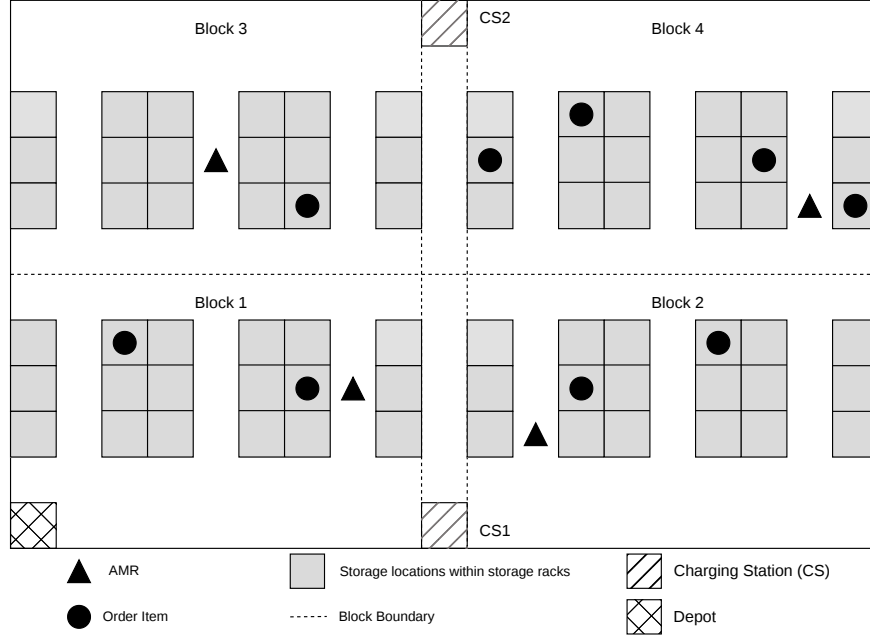 CS2
Block 3
Block 4
Block 1
Block 2
CS1
AMR
Storage locations within storage racks
Charging Station (CS)
Order Item
Block Boundary
Depot